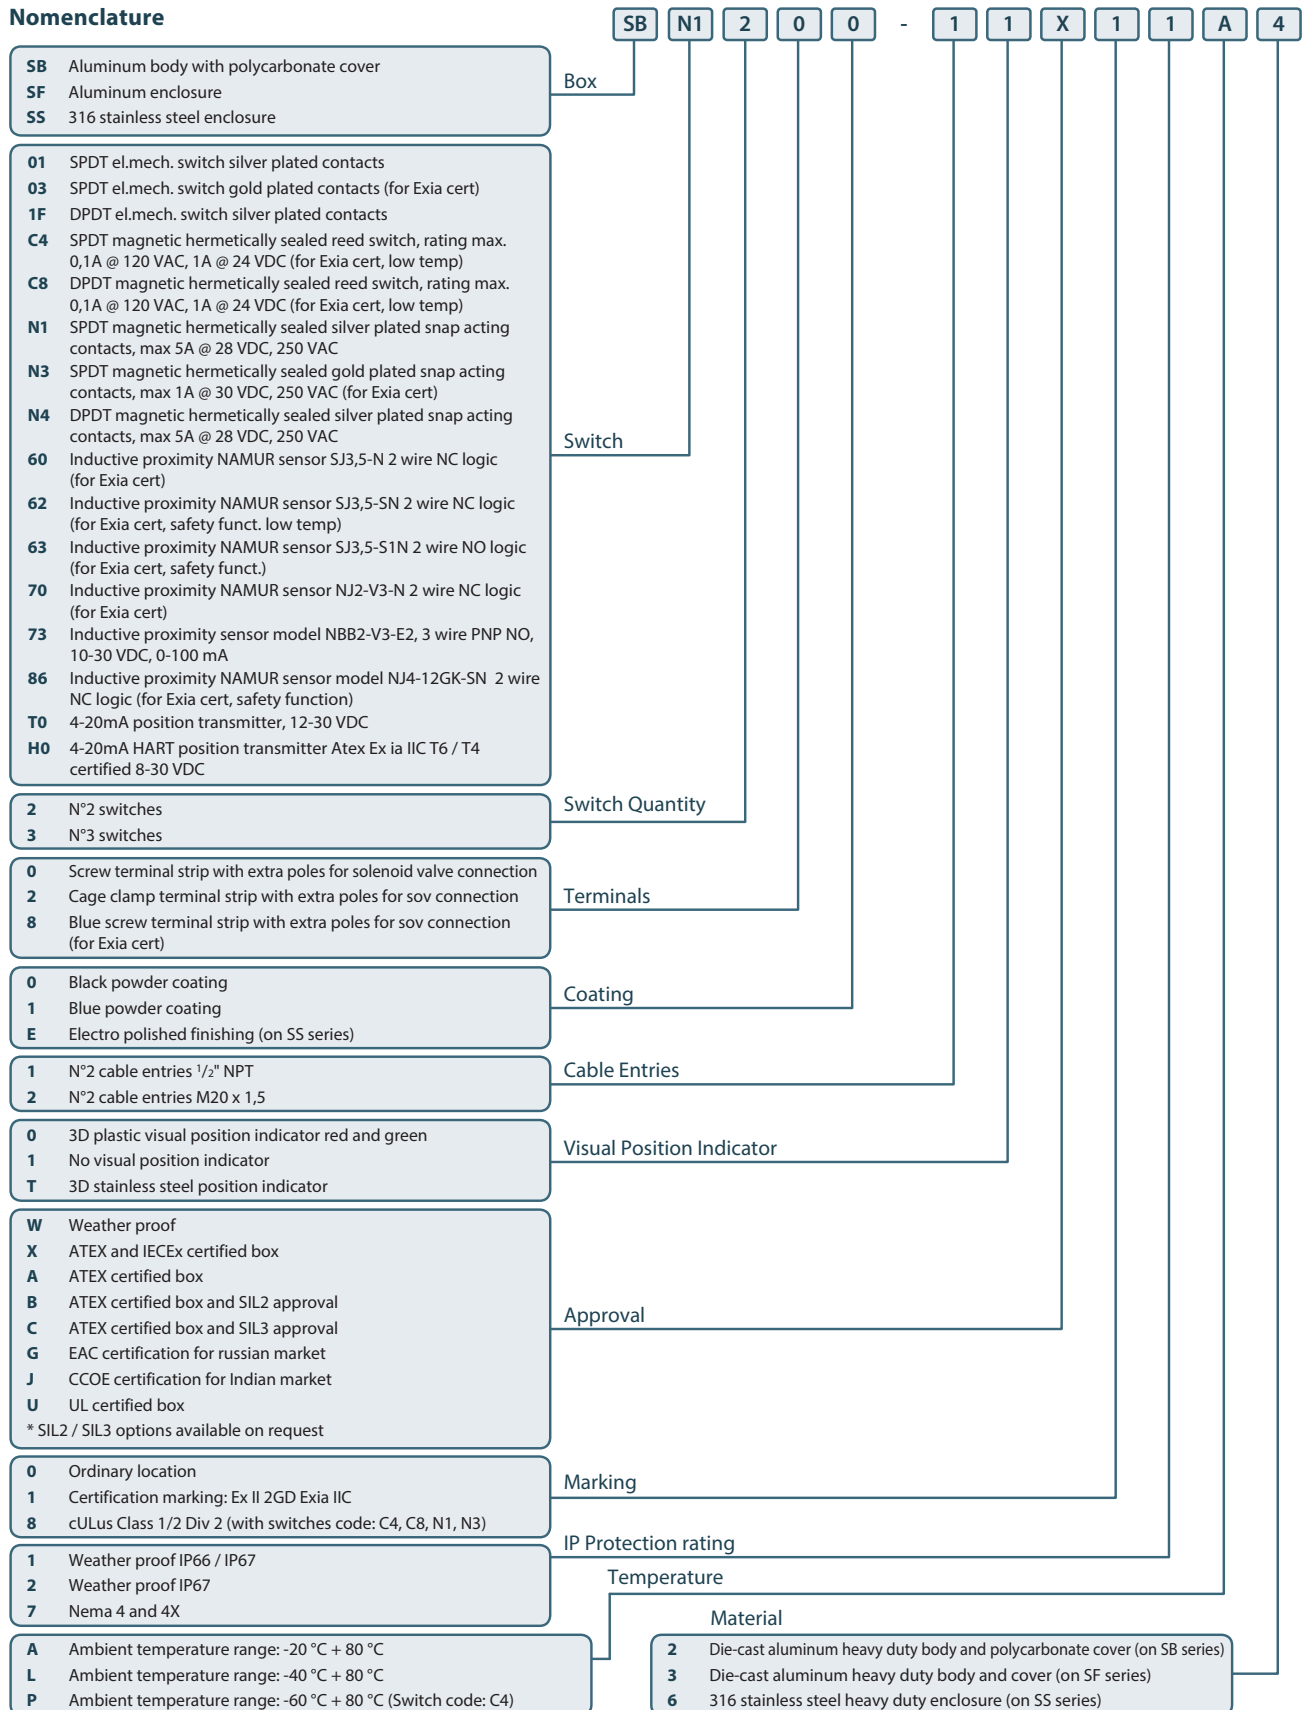 Nomenclature
SB N1 2 0 0 - 1 1 X 1 1 A 4
SB Aluminum body with polycarbonate cover
SF Aluminum enclosure
SS 316 stainless steel enclosure
Box
01 SPDT el.mech. switch silver plated contacts
03 SPDT el.mech. switch gold plated contacts (for Exia cert)
1F DPDT el.mech. switch silver plated contacts
C4 SPDT magnetic hermetically sealed reed switch, rating max.
0,1A @ 120 VAC, 1A @ 24 VDC (for Exia cert, low temp)
C8 DPDT magnetic hermetically sealed reed switch, rating max.
0,1A @ 120 VAC, 1A @ 24 VDC (for Exia cert, low temp)
N1 SPDT magnetic hermetically sealed silver plated snap acting
contacts, max 5A @ 28 VDC, 250 VAC
N3 SPDT magnetic hermetically sealed gold plated snap acting
contacts, max 1A @ 30 VDC, 250 VAC (for Exia cert)
N4 DPDT magnetic hermetically sealed silver plated snap acting
contacts, max 5A @ 28 VDC, 250 VAC
60 Inductive proximity NAMUR sensor SJ3,5-N 2 wire NC logic
(for Exia cert)
62 Inductive proximity NAMUR sensor SJ3,5-SN 2 wire NC logic
(for Exia cert, safety funct. low temp)
63 Inductive proximity NAMUR sensor SJ3,5-S1N 2 wire NO logic
(for Exia cert, safety funct.)
70 Inductive proximity NAMUR sensor NJ2-V3-N 2 wire NC logic
(for Exia cert)
73 Inductive proximity sensor model NBB2-V3-E2, 3 wire PNP NO,
10-30 VDC, 0-100 mA
86 Inductive proximity NAMUR sensor model NJ4-12GK-SN 2 wire
NC logic (for Exia cert, safety function)
T0 4-20mA position transmitter, 12-30 VDC
H0 4-20mA HART position transmitter Atex Ex ia IIC T6 / T4
certified 8-30 VDC
Switch
2 N°2 switches
3 N°3 switches
Switch Quantity
0 Screw terminal strip with extra poles for solenoid valve connection
2 Cage clamp terminal strip with extra poles for sov connection
8 Blue screw terminal strip with extra poles for sov connection
(for Exia cert)
Terminals
0 Black powder coating
1 Blue powder coating
E Electro polished finishing (on SS series)
Coating
1 N°2 cable entries 1/2" NPT
2 N°2 cable entries M20 x 1,5
Cable Entries
0 3D plastic visual position indicator red and green
1 No visual position indicator
T 3D stainless steel position indicator
Visual Position Indicator
W Weather proof
X ATEX and IECEx certified box
A ATEX certified box
B ATEX certified box and SIL2 approval
C ATEX certified box and SIL3 approval
G EAC certification for russian market
J CCOE certification for Indian market
U UL certified box
* SIL2 / SIL3 options available on request
Approval
0 Ordinary location
1 Certification marking: Ex II 2GD Exia IIC
8 cULus Class 1/2 Div 2 (with switches code: C4, C8, N1, N3)
Marking
1 Weather proof IP66 / IP67
2 Weather proof IP67
7 Nema 4 and 4X
IP Protection rating
Temperature
A Ambient temperature range: -20 °C + 80 °C
L Ambient temperature range: -40 °C + 80 °C
P Ambient temperature range: -60 °C + 80 °C (Switch code: C4)
Material
2 Die-cast aluminum heavy duty body and polycarbonate cover (on SB series)
3 Die-cast aluminum heavy duty body and cover (on SF series)
6 316 stainless steel heavy duty enclosure (on SS series)